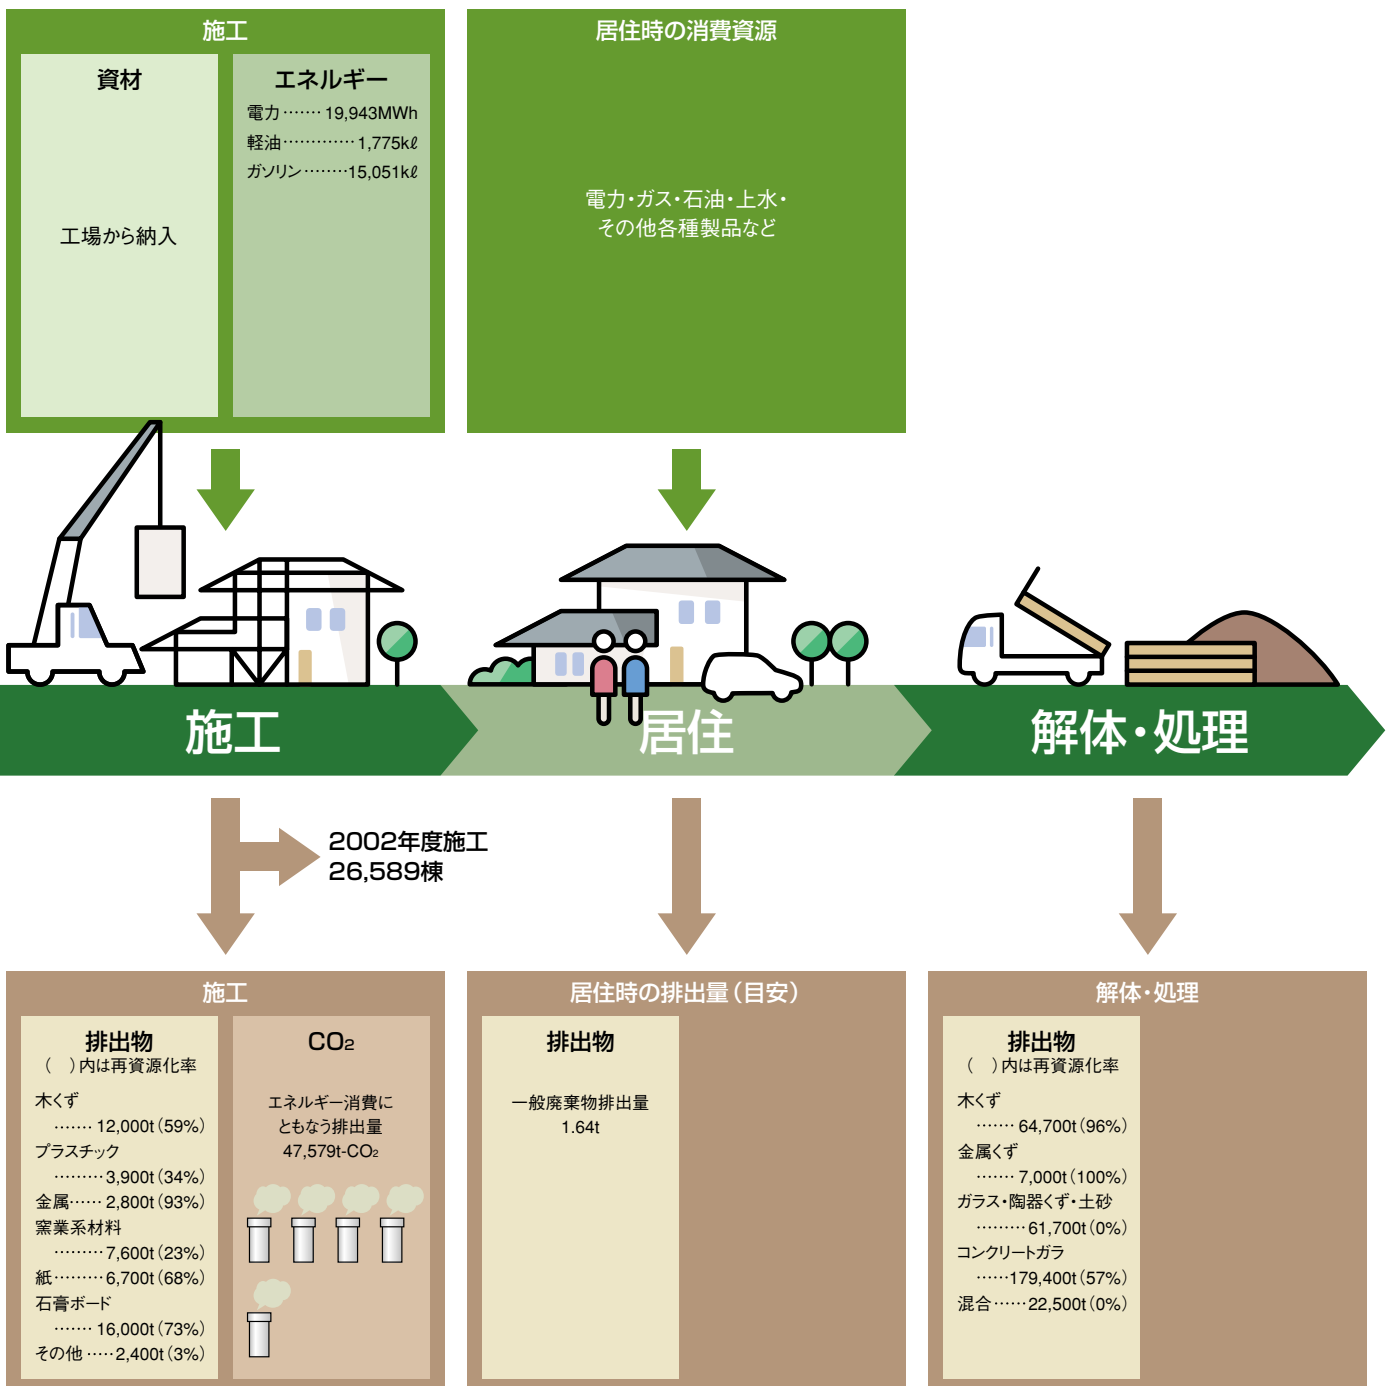 施工
資材
工場から納入
エネルギー
電力……19,943MWh
軽油…………1,775kℓ
ガソリン………15,051kℓ
居住時の消費資源
電力・ガス・石油・上水・
その他各種製品など
施工
居住
解体・処理
2002年度施工
26,589棟
施工
排出物
(　)内は再資源化率
木くず
……12,000t(59%)
プラスチック
………3,900t(34%)
金属……2,800t(93%)
窯業系材料
………7,600t(23%)
紙………6,700t(68%)
石膏ボード
……16,000t(73%)
その他……2,400t(3%)
CO₂
エネルギー消費に
ともなう排出量
47,579t-CO₂
居住時の排出量(目安)
排出物
一般廃棄物排出量
1.64t
解体・処理
排出物
(　)内は再資源化率
木くず
……64,700t(96%)
金属くず
……7,000t(100%)
ガラス・陶器くず・土砂
………61,700t(0%)
コンクリートガラ
……179,400t(57%)
混合……22,500t(0%)